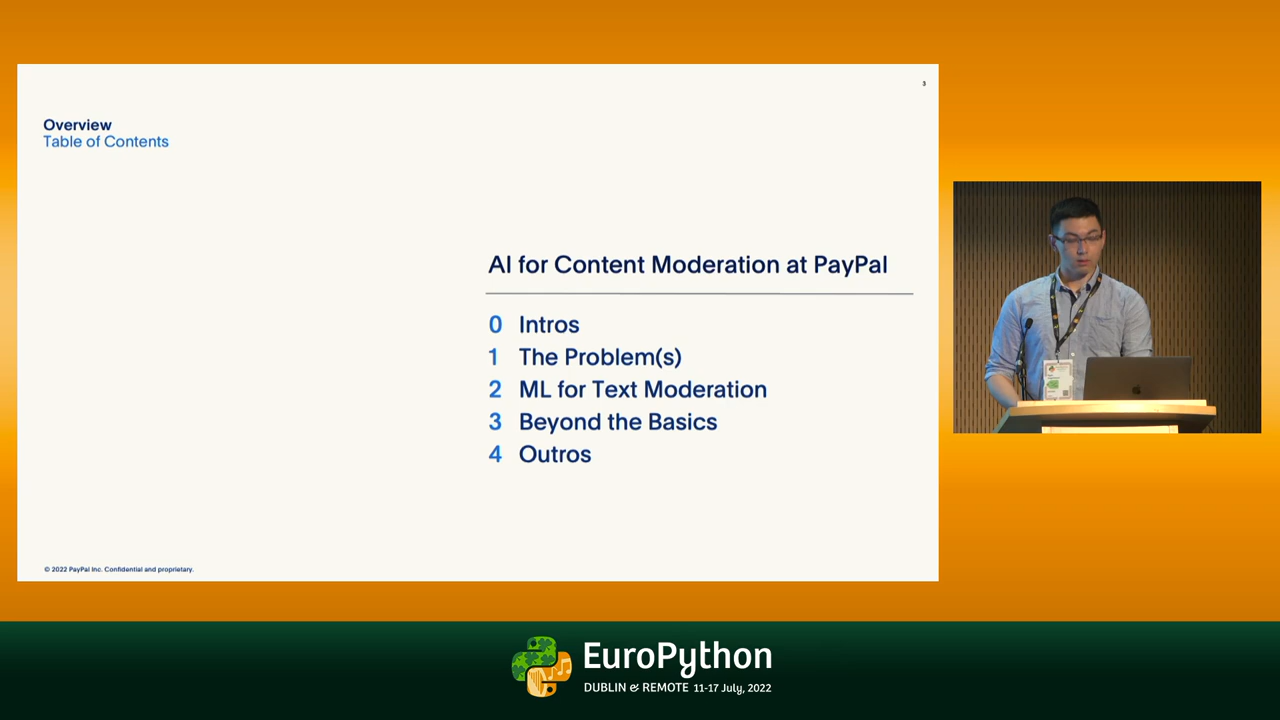 3
Overview
Table of Contents
AI for Content Moderation at PayPal
0 Intros
1 The Problem(s)
2 ML for Text Moderation
3 Beyond the Basics
4 Outros
© 2022 PayPal Inc. Confidential and proprietary.
EuroPython
DUBLIN & REMOTE 11-17 July, 2022